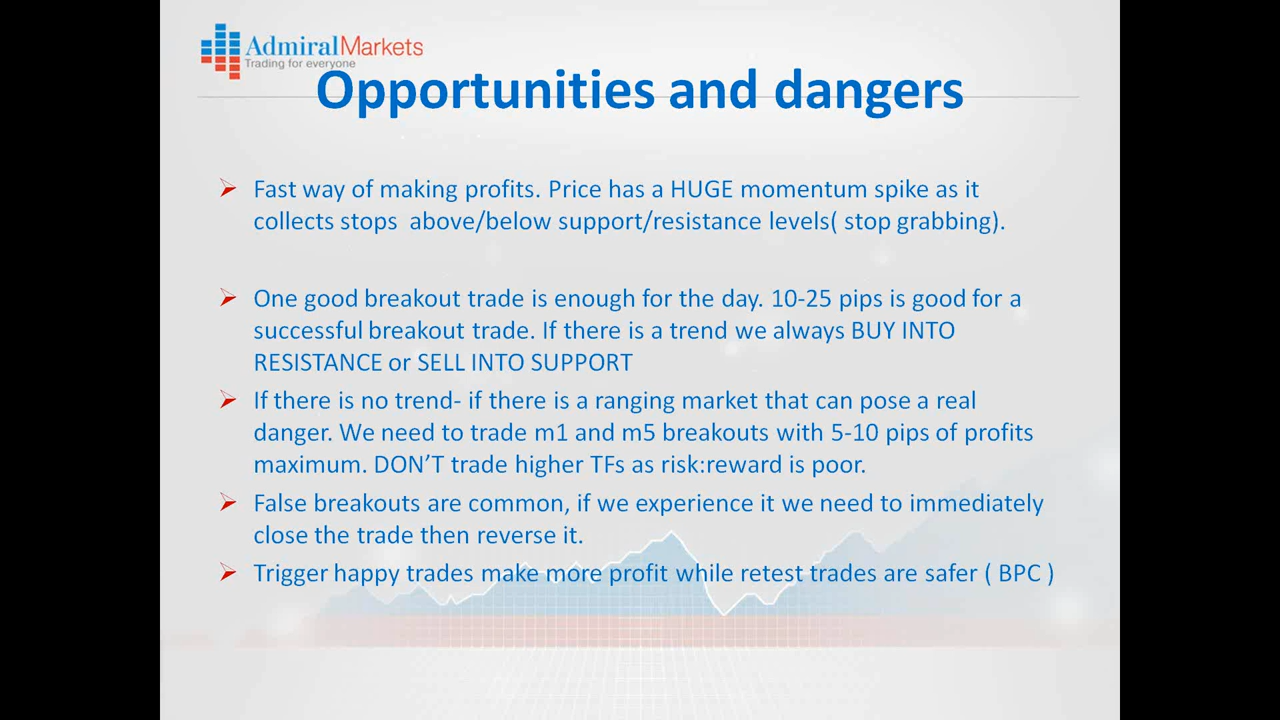 AdmiralMarkets
Trading for everyone
Opportunities and dangers
Fast way of making profits. Price has a HUGE momentum spike as it
collects stops  above/below support/resistance levels( stop grabbing).
One good breakout trade is enough for the day. 10-25 pips is good for a
successful breakout trade. If there is a trend we always BUY INTO
RESISTANCE or SELL INTO SUPPORT
If there is no trend- if there is a ranging market that can pose a real
danger. We need to trade m1 and m5 breakouts with 5-10 pips of profits
maximum. DON’T trade higher TFs as risk:reward is poor.
False breakouts are common, if we experience it we need to immediately
close the trade then reverse it.
Trigger happy trades make more profit while retest trades are safer ( BPC )